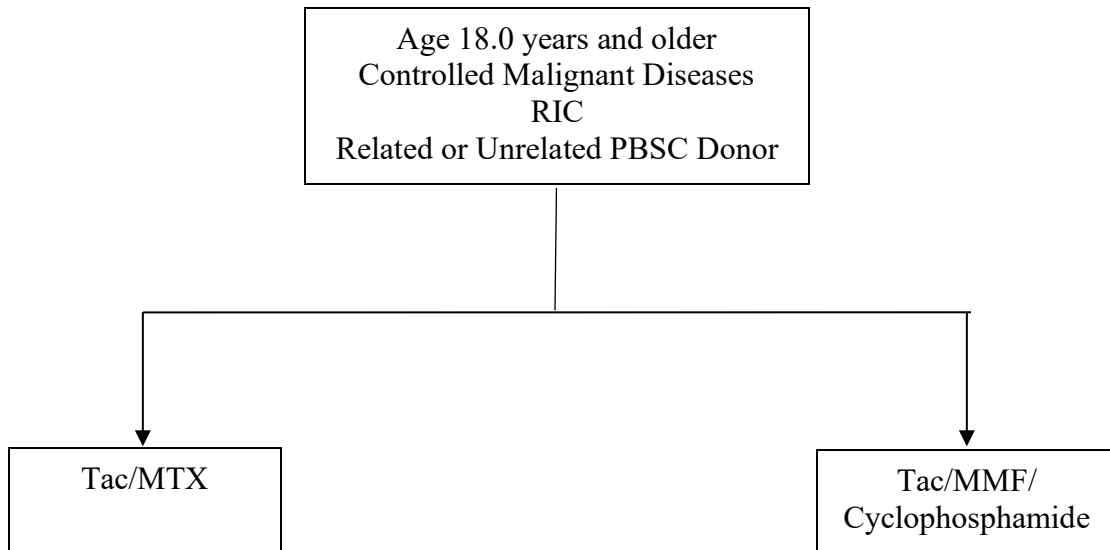 Age 18.0 years and older
Controlled Malignant Diseases
RIC
Related or Unrelated PBSC Donor
Tac/MTX
Tac/MMF/
Cyclophosphamide